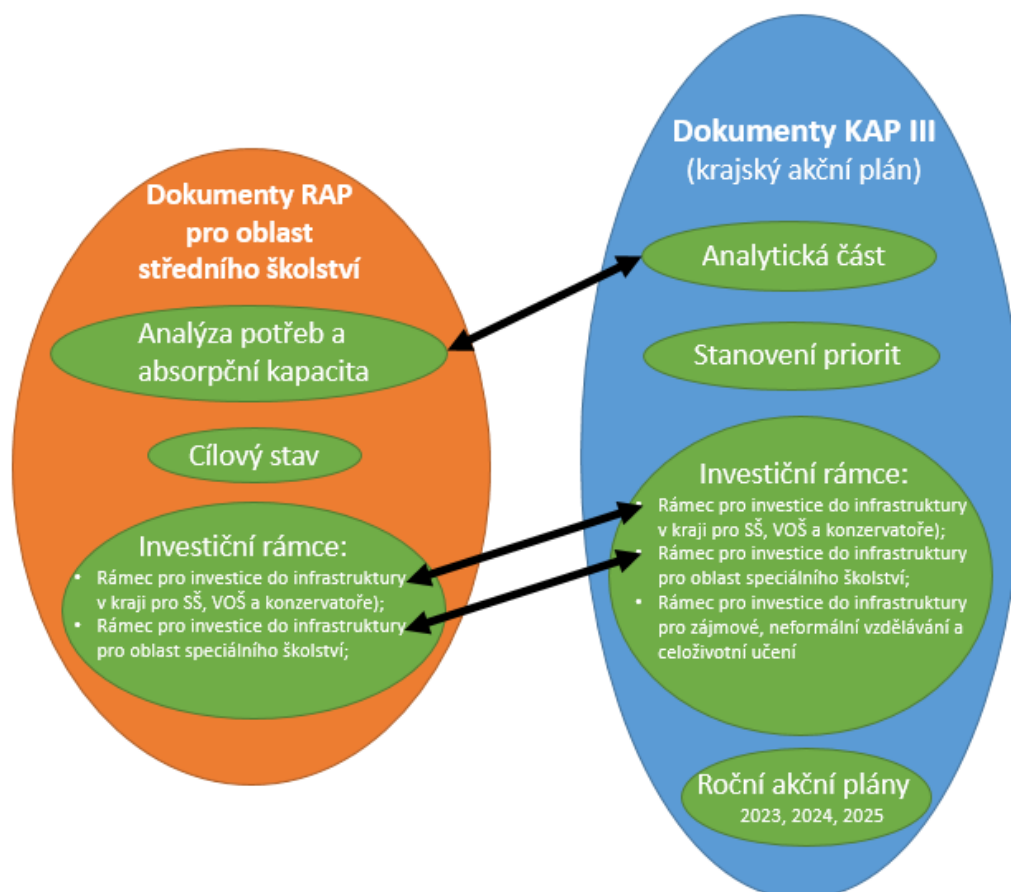 Dokumenty RAP
pro oblast
středního školství
Analýza potřeb a
absorpční kapacita
Cílový stav
Investiční rámce:
• Rámec pro investice do infrastruktury
v kraji pro SŠ, VOŠ a konzervatoře);
• Rámec pro investice do infrastruktury
pro oblast speciálního školství;
Dokumenty KAP III
(krajský akční plán)
Analytická část
Stanovení priorit
Investiční rámce:
• Rámec pro investice do infrastruktury
v kraji pro SŠ, VOŠ a konzervatoře);
• Rámec pro investice do infrastruktury
pro oblast speciálního školství;
• Rámec pro investice do infrastruktury
pro zájmové, neformální vzdělávání a
celoživotní učení
Roční akční plány
2023, 2024, 2025